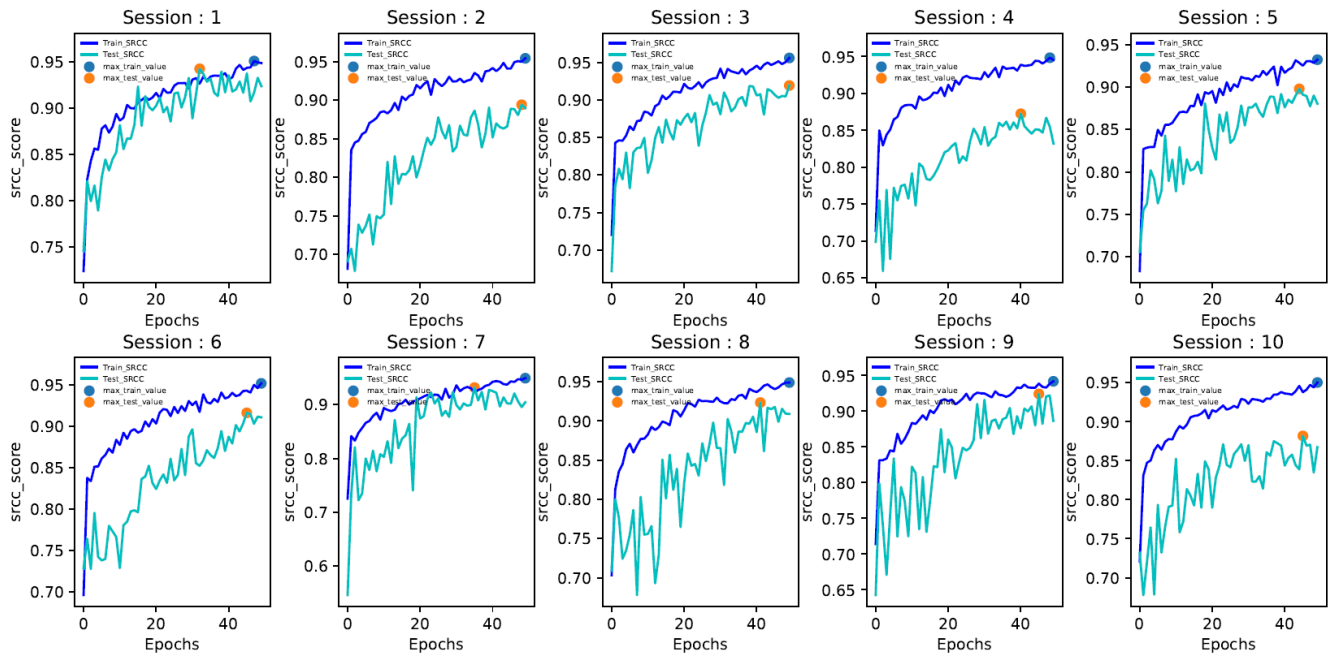 Session : 1
Train_SRCC
Test_SRCC
max_train_value
max_test_value
0.95
0.90
0.85
0.80
0.75
srcc_score
0 20 40
Epochs
Session : 2
Train_SRCC
Test_SRCC
max_train_value
max_test_value
0.95
0.90
0.85
0.80
0.75
0.70
srcc_score
0 20 40
Epochs
Session : 3
Train_SRCC
Test_SRCC
max_train_value
max_test_value
0.95
0.90
0.85
0.80
0.75
0.70
srcc_score
0 20 40
Epochs
Session : 4
Train_SRCC
Test_SRCC
max_train_value
max_test_value
0.95
0.90
0.85
0.80
0.75
0.70
0.65
srcc_score
0 20 40
Epochs
Session : 5
Train_SRCC
Test_SRCC
max_train_value
max_test_value
0.95
0.90
0.85
0.80
0.75
0.70
srcc_score
0 20 40
Epochs
Session : 6
Train_SRCC
Test_SRCC
max_train_value
max_test_value
0.95
0.90
0.85
0.80
0.75
0.70
srcc_score
0 20 40
Epochs
Session : 7
Train_SRCC
Test_SRCC
max_train_value
max_test_value
0.9
0.8
0.7
0.6
srcc_score
0 20 40
Epochs
Session : 8
Train_SRCC
Test_SRCC
max_train_value
max_test_value
0.95
0.90
0.85
0.80
0.75
0.70
srcc_score
0 20 40
Epochs
Session : 9
Train_SRCC
Test_SRCC
max_train_value
max_test_value
0.95
0.90
0.85
0.80
0.75
0.70
0.65
srcc_score
0 20 40
Epochs
Session : 10
Train_SRCC
Test_SRCC
max_train_value
max_test_value
0.95
0.90
0.85
0.80
0.75
0.70
srcc_score
0 20 40
Epochs